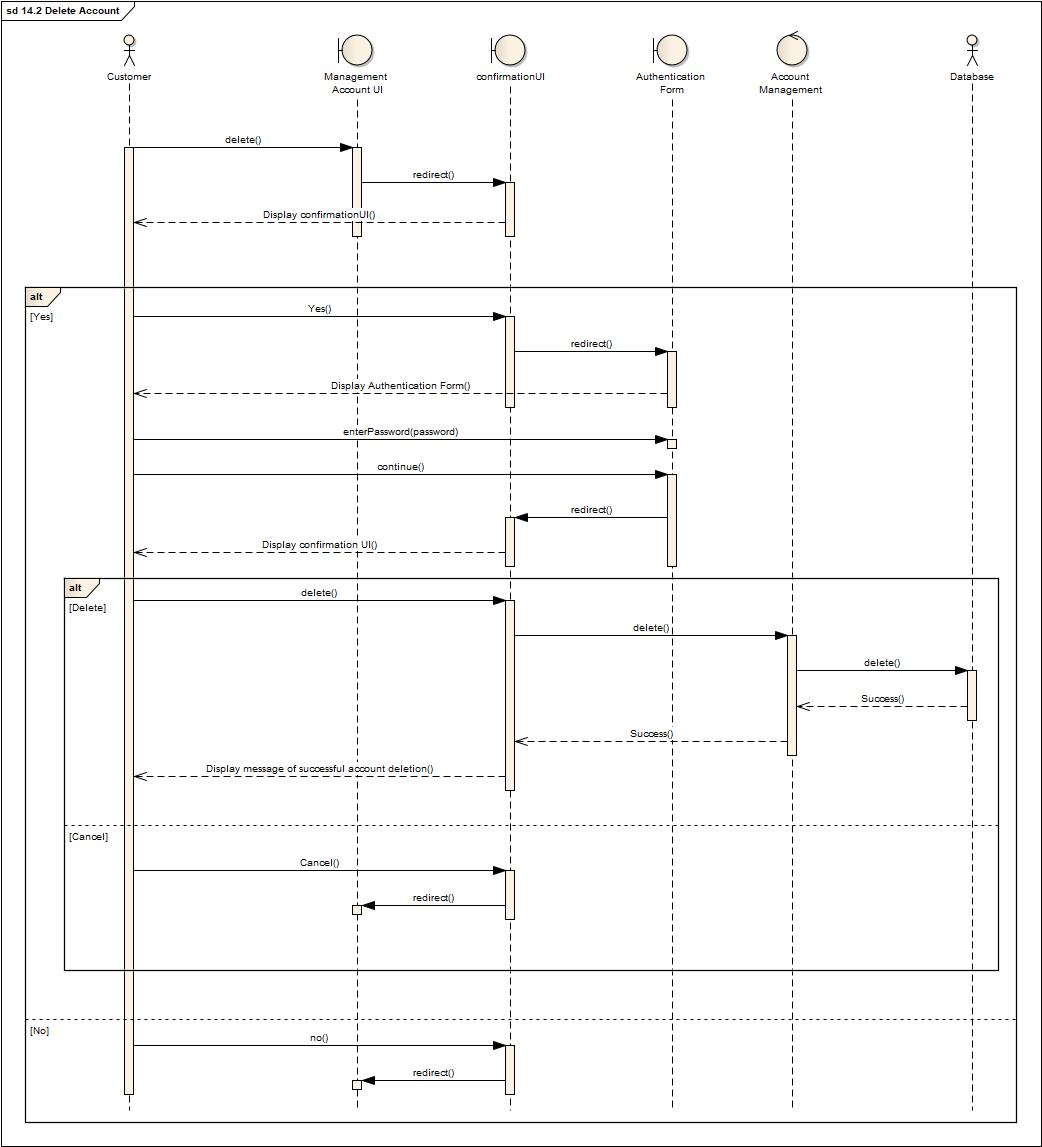 sd 14.2 Delete Account
Customer
Management
Account UI
confirmationUI
Authentication
Form
Account
Management
Database
delete()
redirect()
Display confirmationUI()
alt
[Yes]
Yes()
redirect()
Display Authentication Form()
enterPassword(password)
continue()
redirect()
Display confirmation UI()
alt
[Delete]
delete()
delete()
delete()
Success()
Success()
Display message of successful account deletion()
[Cancel]
Cancel()
redirect()
[No]
no()
redirect()